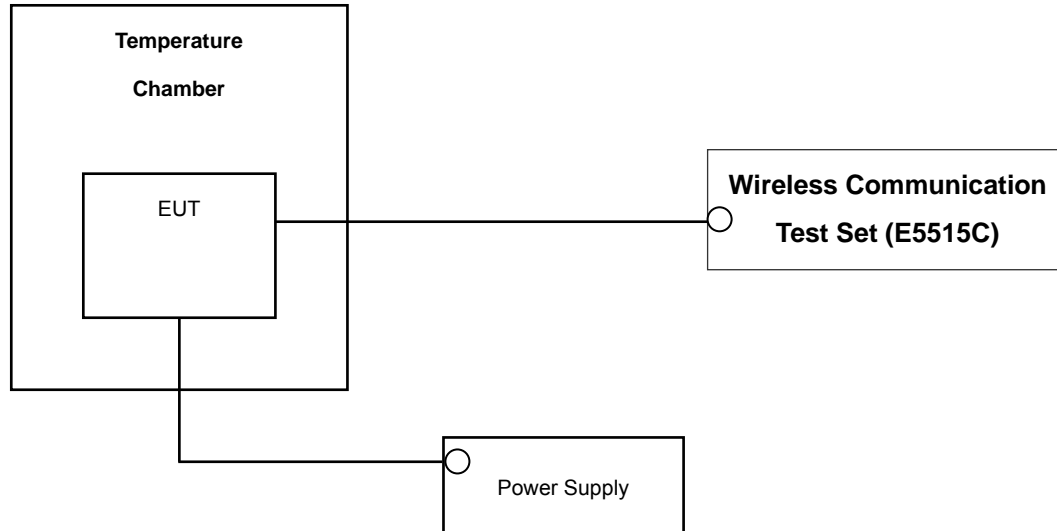 Temperature
Chamber
EUT
Wireless Communication
Test Set (E5515C)
Power Supply